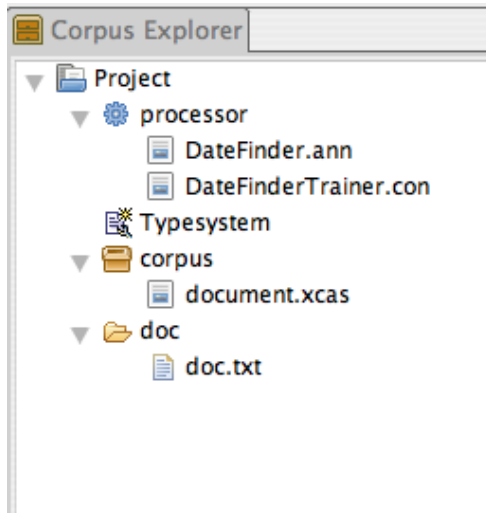 Corpus Explorer
Project
processor
DateFinder.ann
DateFinderTrainer.con
Typesystem
corpus
document.xcas
doc
doc.txt